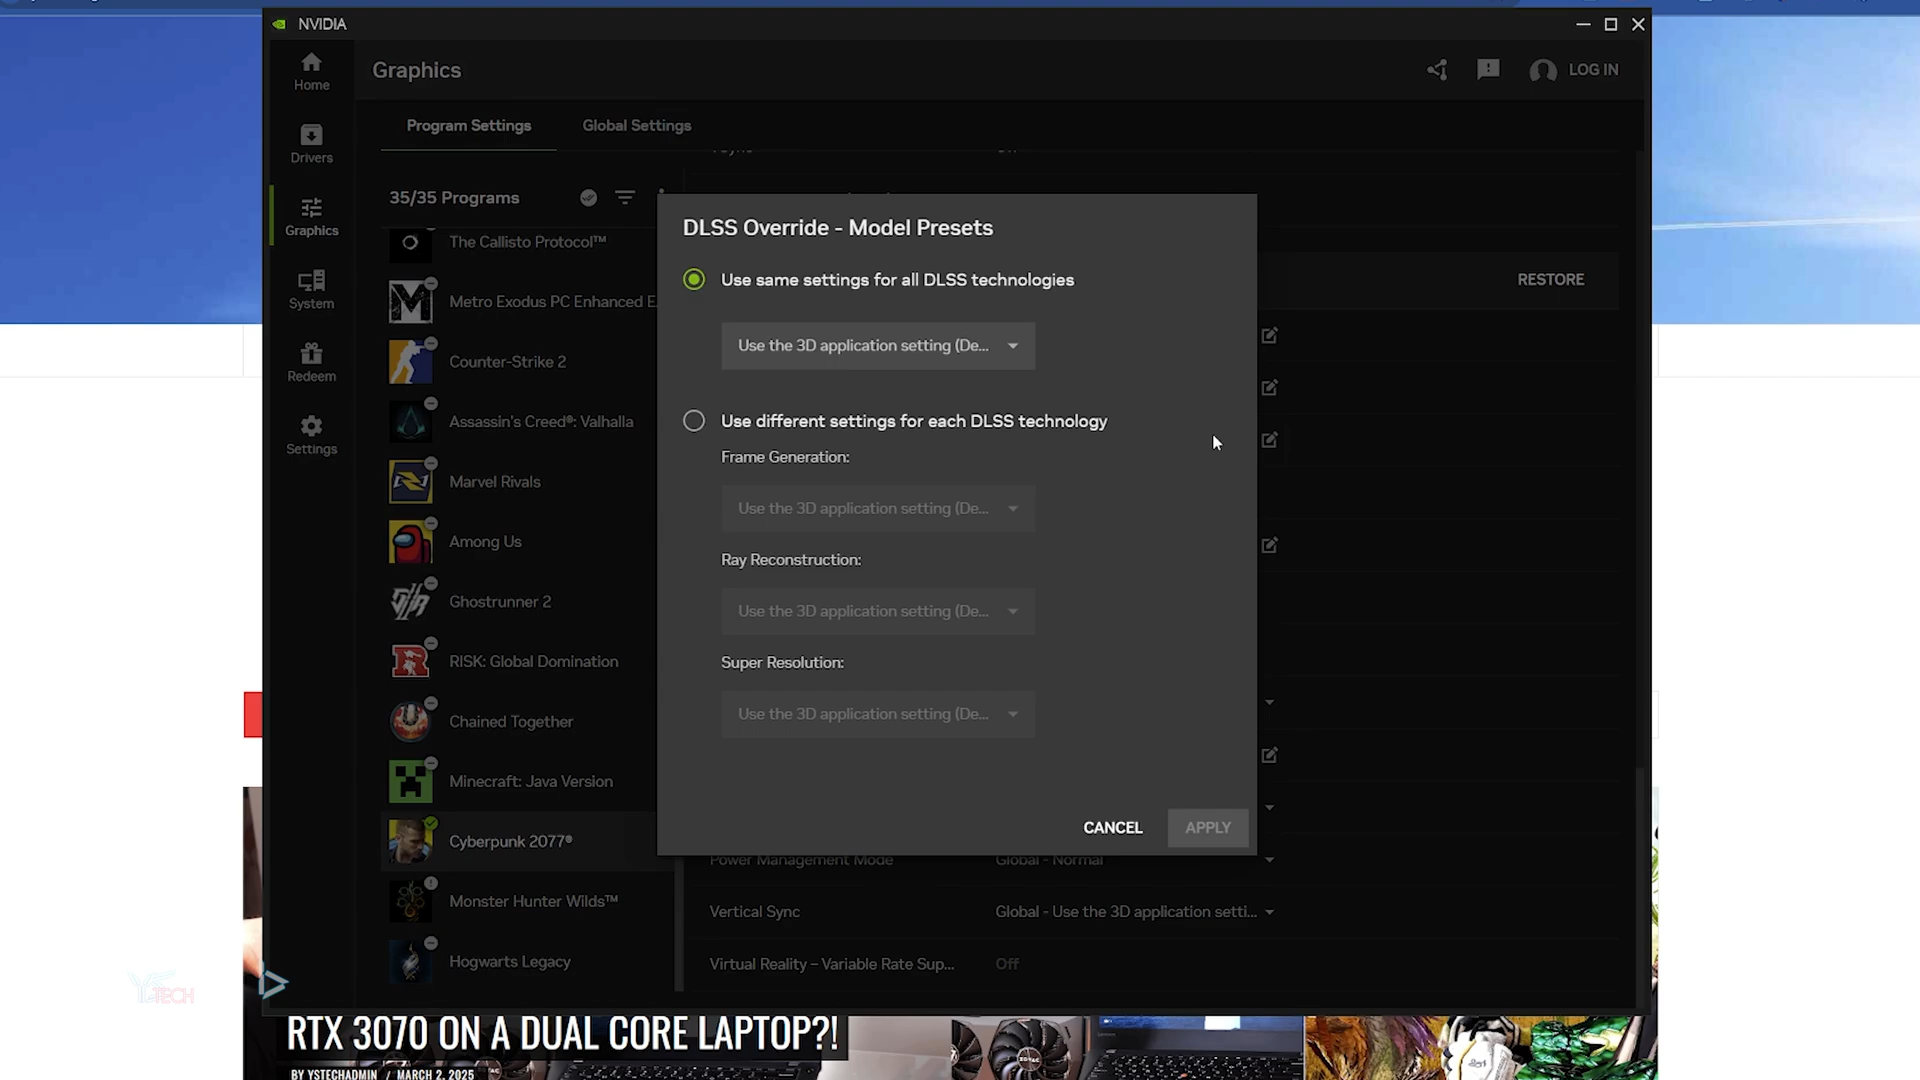 NVIDIA
Home
Drivers
Graphics
System
Redeem
Settings
Graphics
LOG IN
Program Settings
Global Settings
35/35 Programs
The Callisto Protocol™
Metro Exodus PC Enhanced E
Counter-Strike 2
Assassin's Creed®: Valhalla
Marvel Rivals
Among Us
Ghostrunner 2
RISK: Global Domination
Chained Together
Minecraft: Java Version
Cyberpunk 2077®
Monster Hunter Wilds™
Hogwarts Legacy
RESTORE
DLSS Override - Model Presets
Use same settings for all DLSS technologies
Use the 3D application setting (De...
Use different settings for each DLSS technology
Frame Generation:
Use the 3D application setting (De...
Ray Reconstruction:
Use the 3D application setting (De...
Super Resolution:
Use the 3D application setting (De...
CANCEL
APPLY
Power Management Mode
Global - Normal
Vertical Sync
Global - Use the 3D application setti...
Virtual Reality – Variable Rate Sup...
Off
YS TECH
RTX 3070 ON A DUAL CORE LAPTOP?!
BY YSTECHADMIN / MARCH 2, 2025